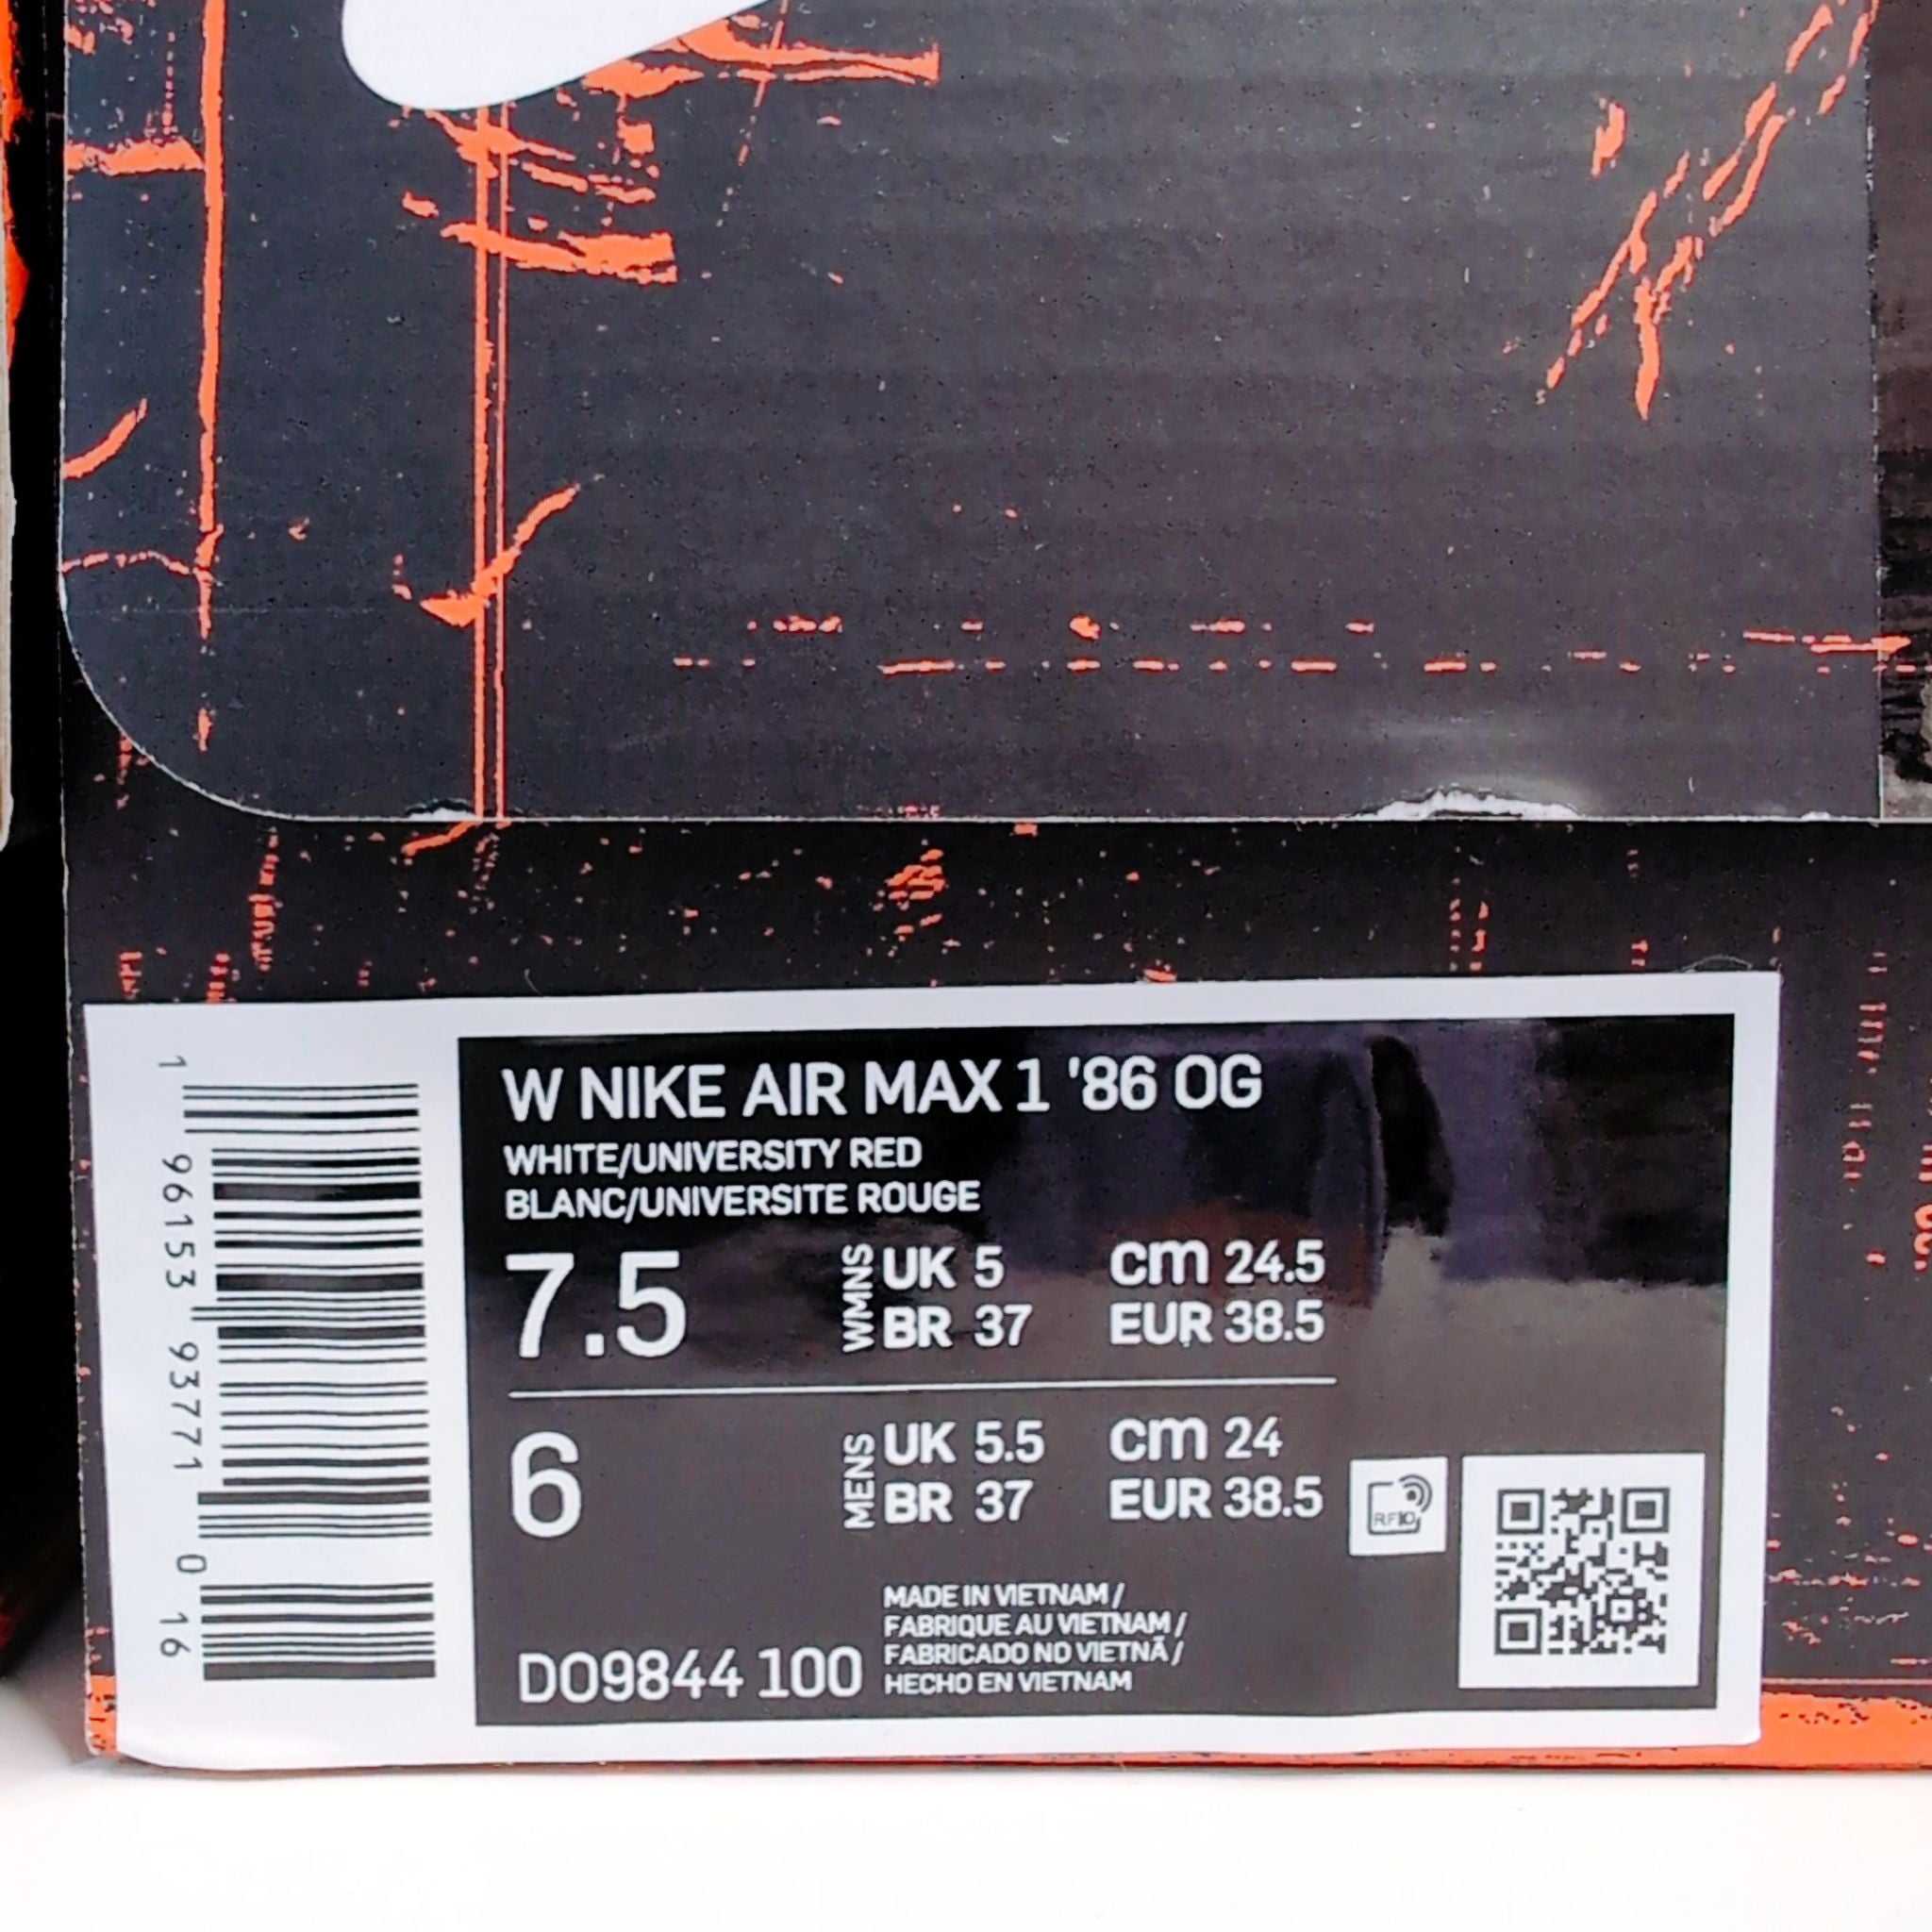 W NIKE AIR MAX 1 '86 OG
WHITE/UNIVERSITY RED
BLANC/UNIVERSITE ROUGE
7.5
WMNS
UK 5 cm 24.5
BR 37 EUR 38.5
6
MENS
UK 5.5 cm 24
BR 37 EUR 38.5
RFID
MADE IN VIETNAM /
FABRIQUE AU VIETNAM /
FABRICADO NO VIETNÃ /
HECHO EN VIETNAM
DO9844 100
1 96153 93771 0 16